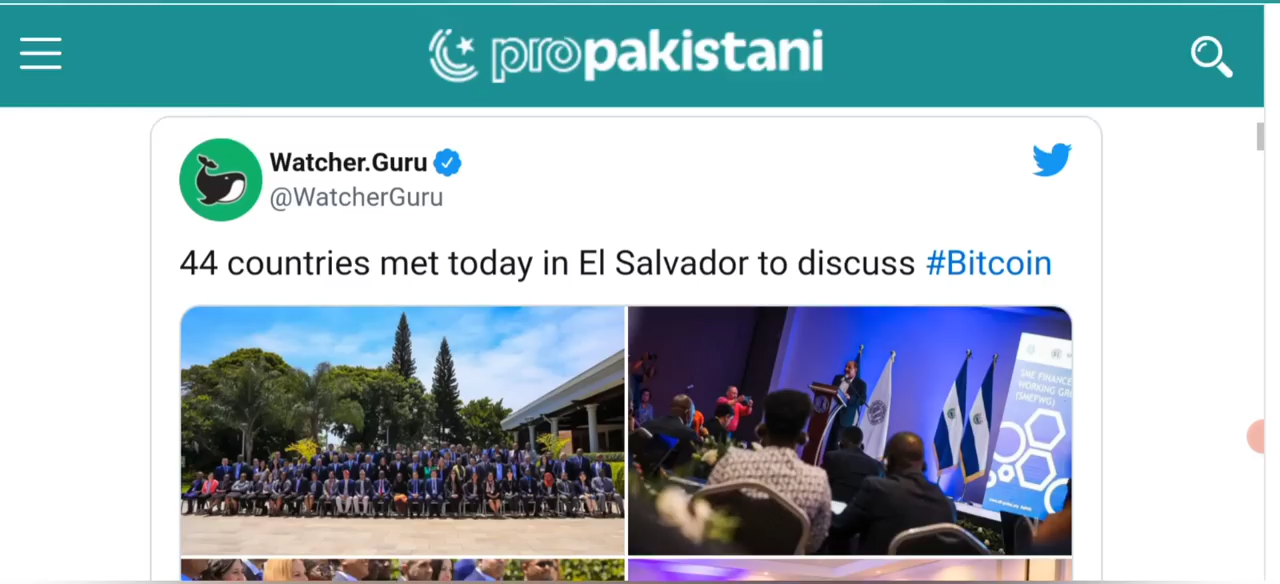 propakistani
Watcher.Guru
@WatcherGuru
44 countries met today in El Salvador to discuss #Bitcoin
SME FINANCE
WORKING GR
(SMEFWG)